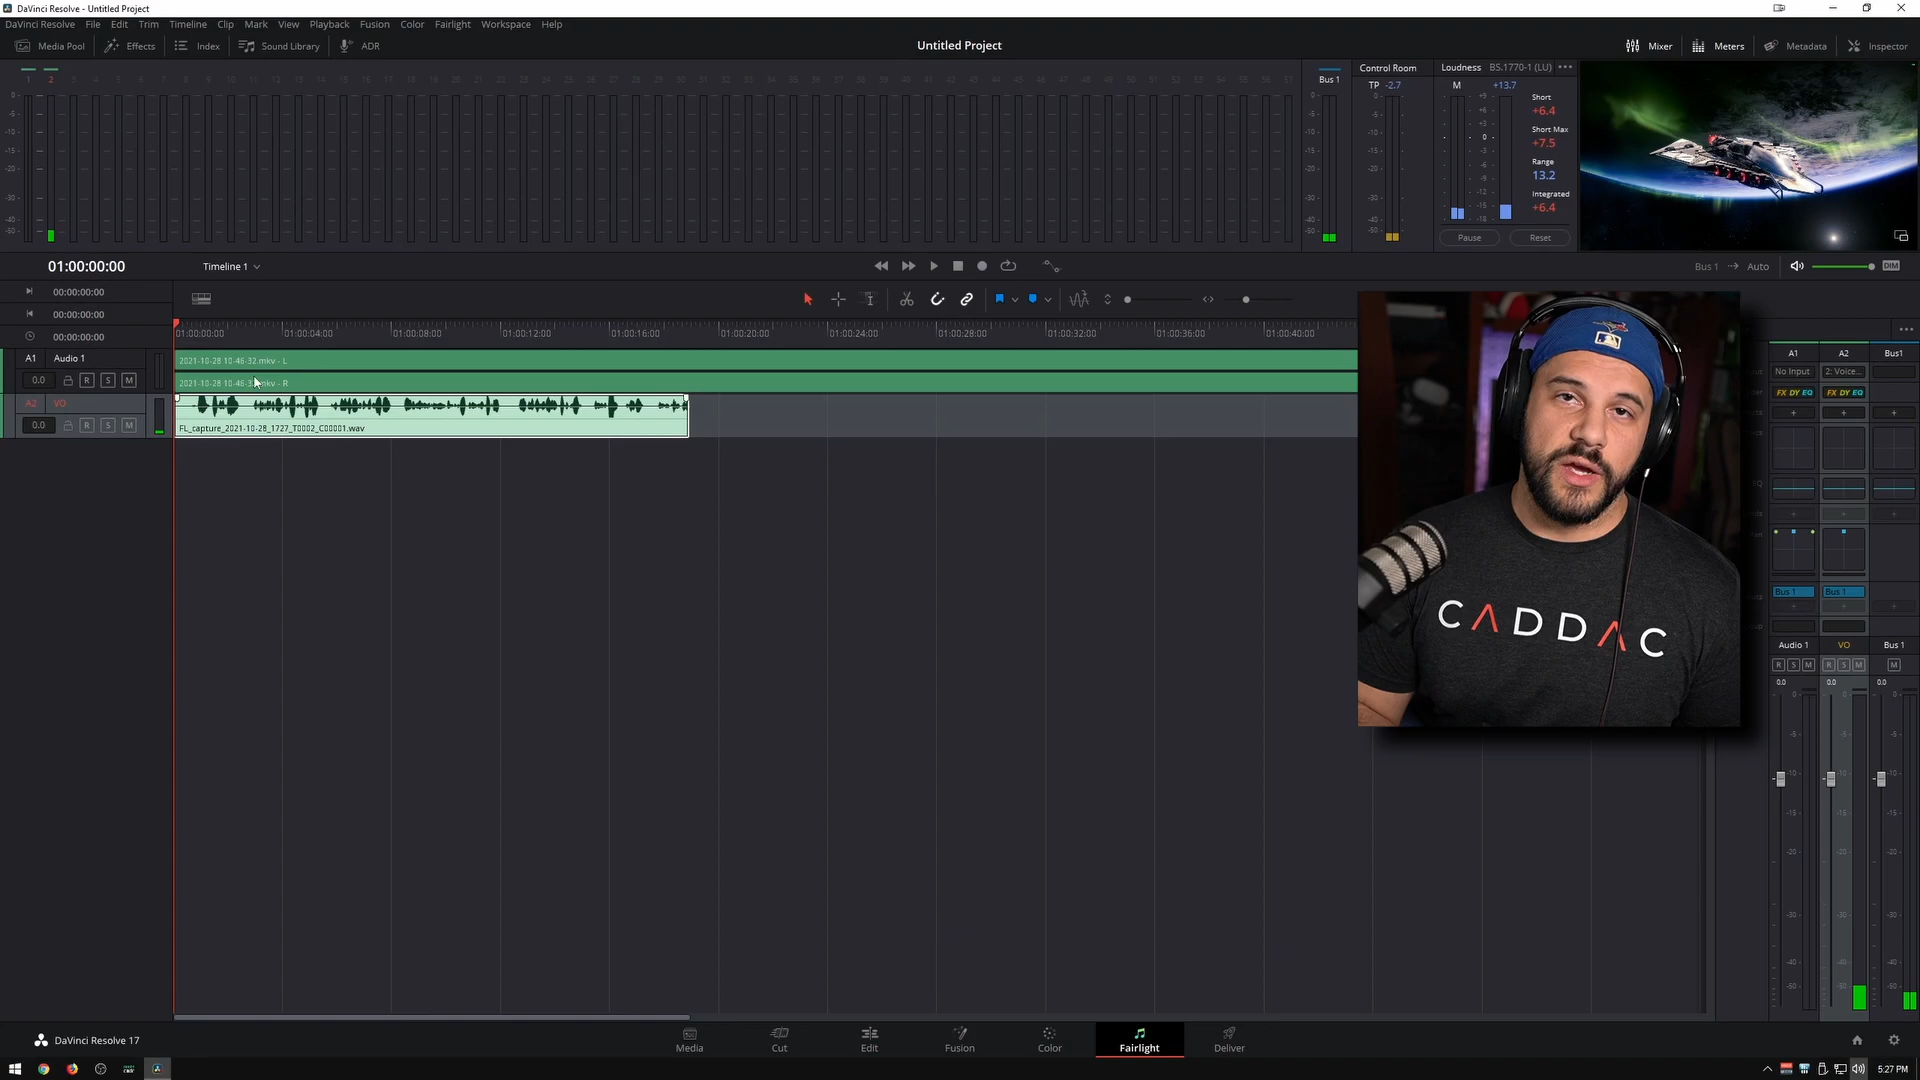 DaVinci Resolve - Untitled Project
DaVinci Resolve File Edit Trim Timeline Clip Mark View Playback Fusion Color Fairlight Workspace Help
Media Pool Effects Index Sound Library ADR Untitled Project Mixer Meters Metadata Inspector
Bus 1 Control Room Loudness BS.1770-1 (LU)
TP -2.7 M +13.7
Short
+6.4
Short Max
+7.5
Range
13.2
Integrated
+6.4
Pause Reset
01:00:00:00 Timeline 1 Bus 1 Auto DIM
00:00:00:00
00:00:00:00
00:00:00:00
01:00:00:00 01:00:04:00 01:00:08:00 01:00:12:00 01:00:16:00 01:00:20:00 01:00:24:00 01:00:28:00 01:00:32:00 01:00:36:00 01:00:40:00
A1 Audio 1
0.0 R S M
2021-10-28 10-46-32.mkv - L
2021-10-28 10-46-32.mkv - R
A2 VO
0.0 R S M
FL_capture_2021-10-28_1727_T0002_C00001.wav
A1 A2 Bus1
No Input 2: Voice...
FX DY EQ FX DY EQ
Bus 1 Bus 1
Audio 1 VO Bus 1
R S M R S M M
0.0 0.0 0.0
CADDAC
DaVinci Resolve 17
Media Cut Edit Fusion Color Fairlight Deliver
5:27 PM